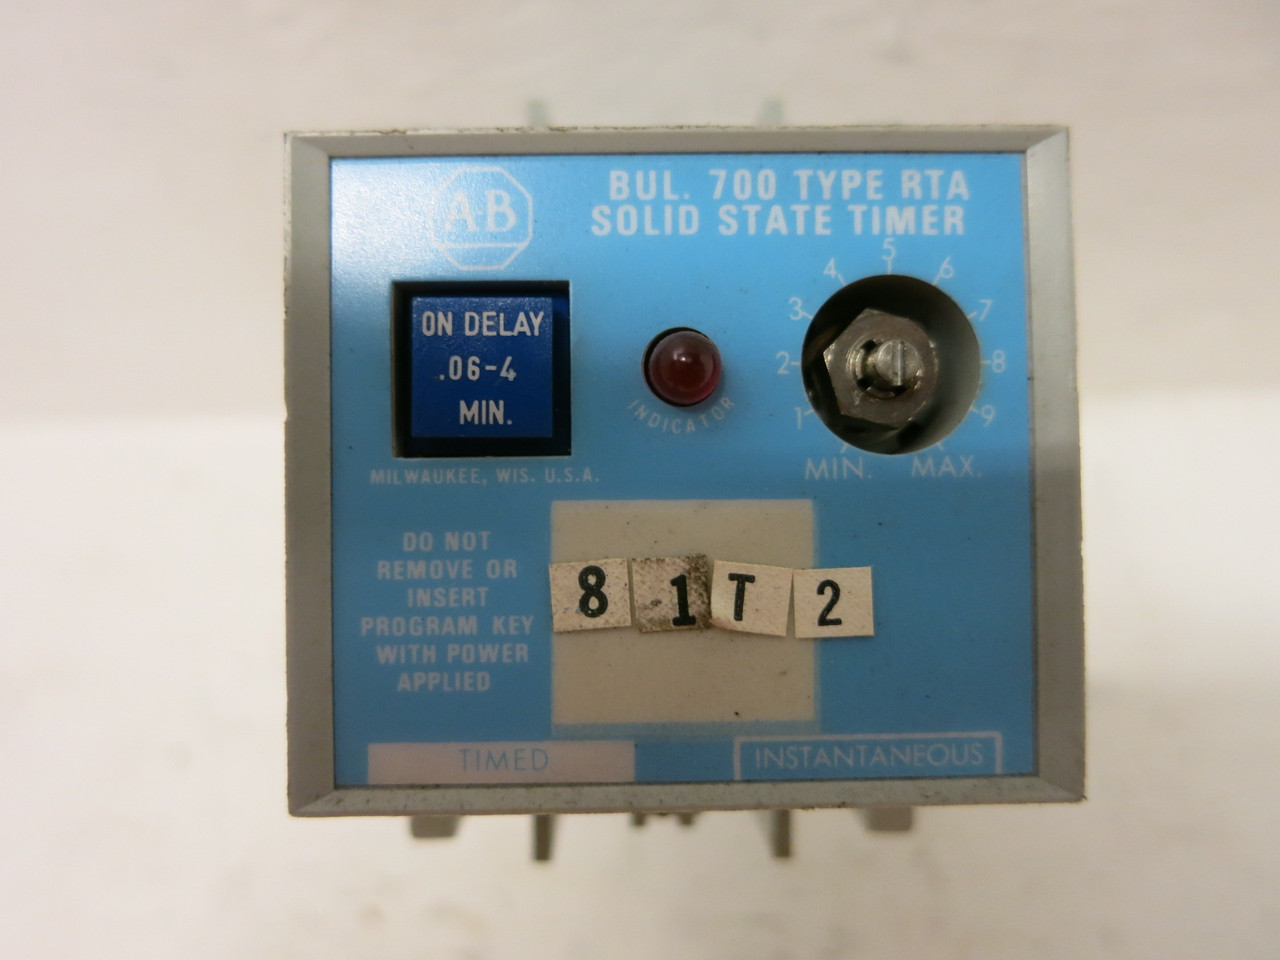 A-B
BUL. 700 TYPE RTA
SOLID STATE TIMER
ON DELAY
.06-4
MIN.
INDICATOR
1 2 3 4 5 6 7 8 9
MIN. MAX.
MILWAUKEE, WIS. U.S.A.
DO NOT
REMOVE OR
INSERT
PROGRAM KEY
WITH POWER
APPLIED
8 1 T 2
TIMED
INSTANTANEOUS